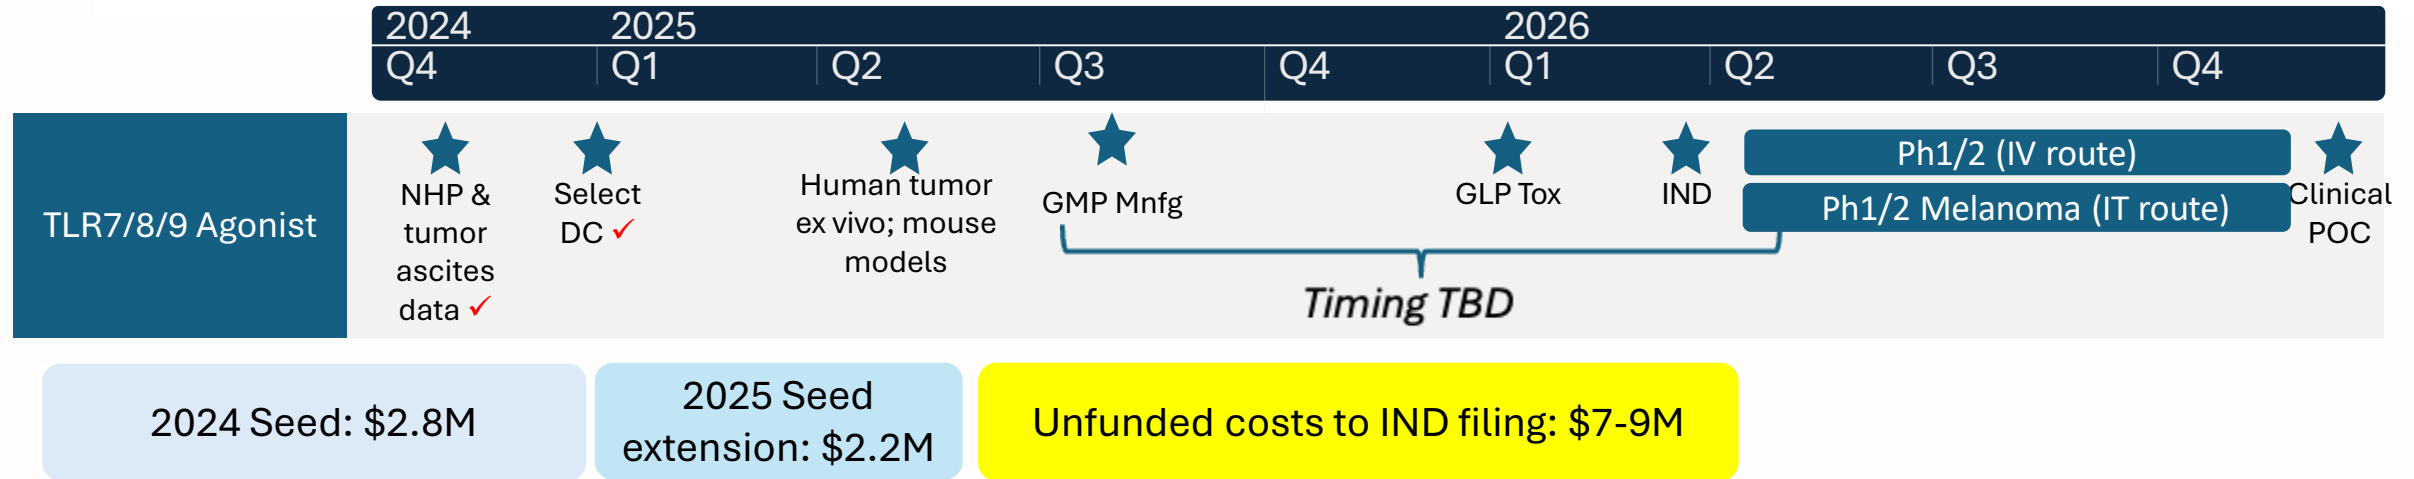 2024 2025 2026
Q4 Q1 Q2 Q3 Q4 Q1 Q2 Q3 Q4
TLR7/8/9 Agonist
NHP &
tumor
ascites
data ✓
Select
DC ✓
Human tumor
ex vivo; mouse
models
GMP Mnfg
GLP Tox
IND
Ph1/2 (IV route)
Ph1/2 Melanoma (IT route)
Clinical
POC
Timing TBD
2024 Seed: $2.8M
2025 Seed
extension: $2.2M
Unfunded costs to IND filing: $7-9M